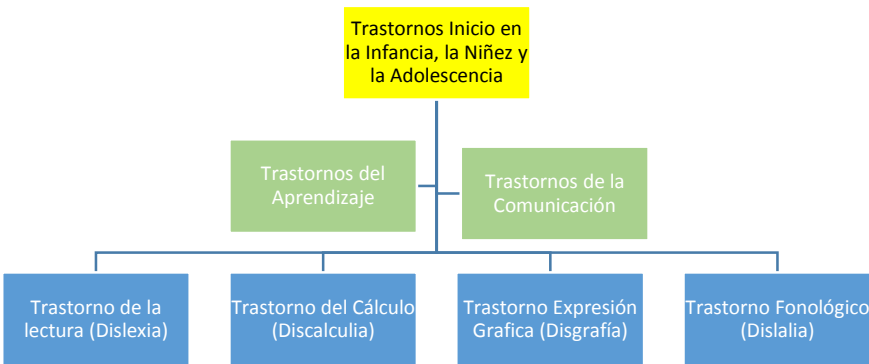 Trastornos Inicio en
la Infancia, la Niñez y
la Adolescencia
Trastornos del
Aprendizaje
Trastornos de la
Comunicación
Trastorno de la
lectura (Dislexia)
Trastorno del Cálculo
(Discalculia)
Trastorno Expresión
Grafica (Disgrafía)
Trastorno Fonológico
(Dislalia)